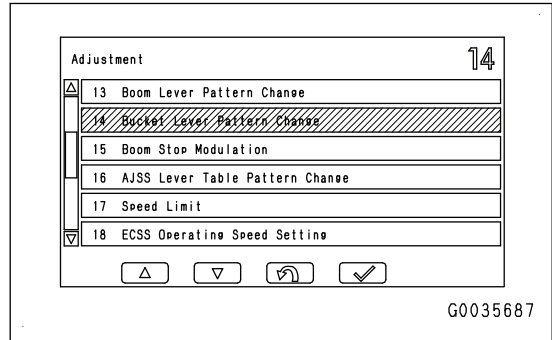 Adjustment 14
13 Boom Lever Pattern Change
14 Bucket Lever Pattern Change
15 Boom Stop Modulation
16 AJSS Lever Table Pattern Change
17 Speed Limit
18 ECSS Operating Speed Setting
G0035687